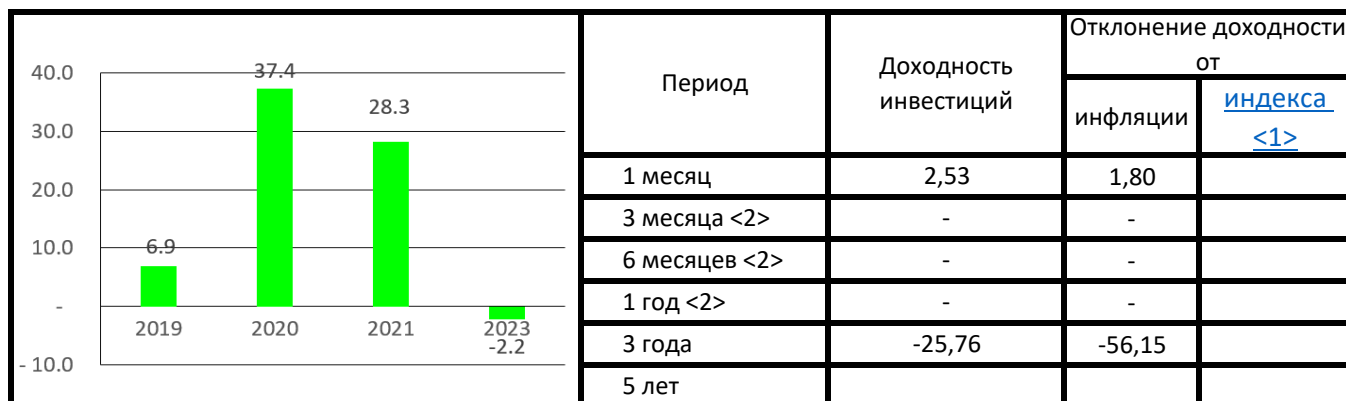 40.0
30.0
20.0
10.0
-
- 10.0
6.9
37.4
28.3
-2.2
2019 2020 2021 2023
Период
Доходность
инвестиций
Отклонение доходности
от
инфляции
индекса
<1>
1 месяц 2,53 1,80
3 месяца <2> - -
6 месяцев <2> - -
1 год <2> - -
3 года -25,76 -56,15
5 лет